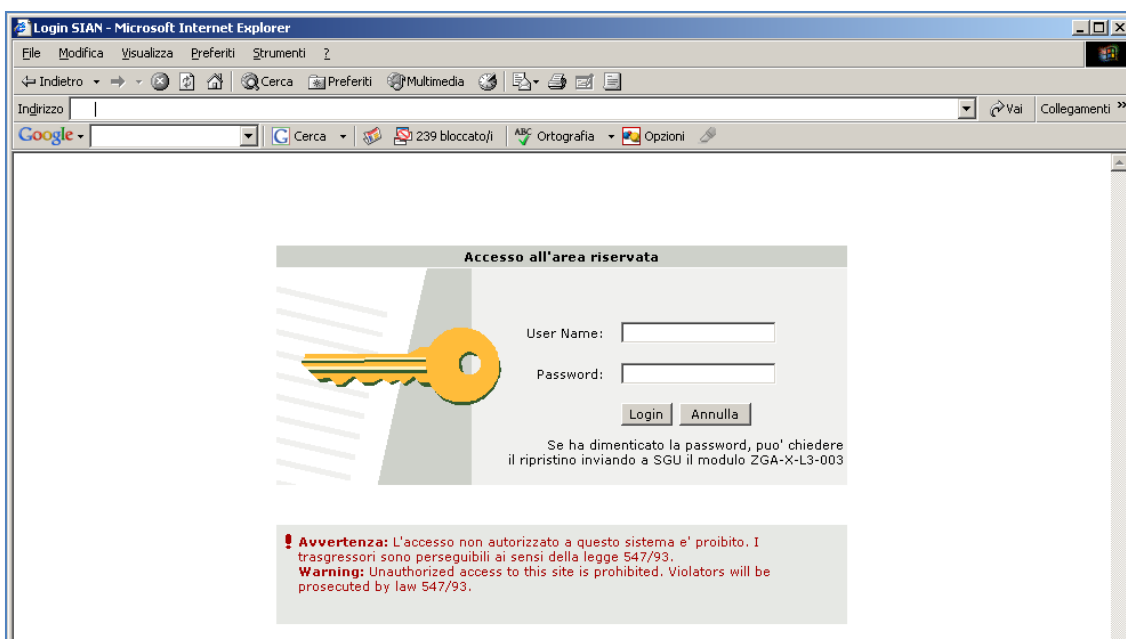 Login SIAN - Microsoft Internet Explorer
File Modifica Visualizza Preferiti Strumenti ?
Indietro Cerca Preferiti Multimedia
Indirizzo Vai Collegamenti »
Google Cerca 239 bloccato/i ABC Ortografia Opzioni
Accesso all'area riservata
User Name:
Password:
Login Annulla
Se ha dimenticato la password, puo' chiedere
il ripristino inviando a SGU il modulo ZGA-X-L3-003
! Avvertenza: L'accesso non autorizzato a questo sistema e' proibito. I
trasgressori sono perseguibili ai sensi della legge 547/93.
Warning: Unauthorized access to this site is prohibited. Violators will be
prosecuted by law 547/93.